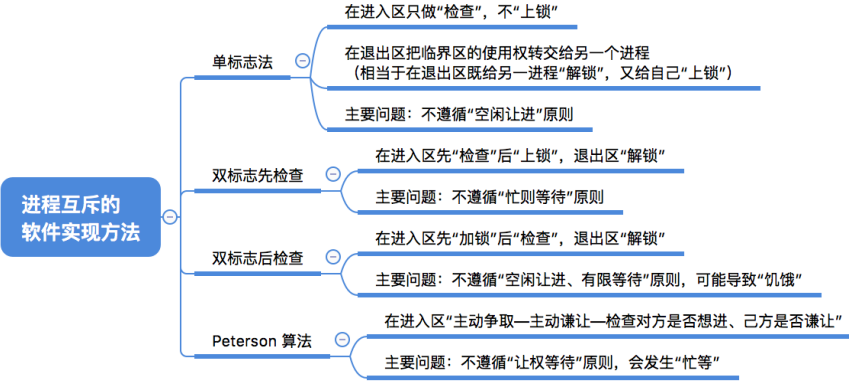 进程互斥的
软件实现方法
单标志法
在进入区只做“检查”，不“上锁”
在退出区把临界区的使用权转交给另一个进程
（相当于在退出区既给另一进程“解锁”，又给自己“上锁”）
主要问题：不遵循“空闲让进”原则
双标志先检查
在进入区先“检查”后“上锁”，退出区“解锁”
主要问题：不遵循“忙则等待”原则
双标志后检查
在进入区先“加锁”后“检查”，退出区“解锁”
主要问题：不遵循“空闲让进、有限等待”原则，可能导致“饥饿”
Peterson 算法
在进入区“主动争取—主动谦让—检查对方是否想进、己方是否谦让”
主要问题：不遵循“让权等待”原则，会发生“忙等”